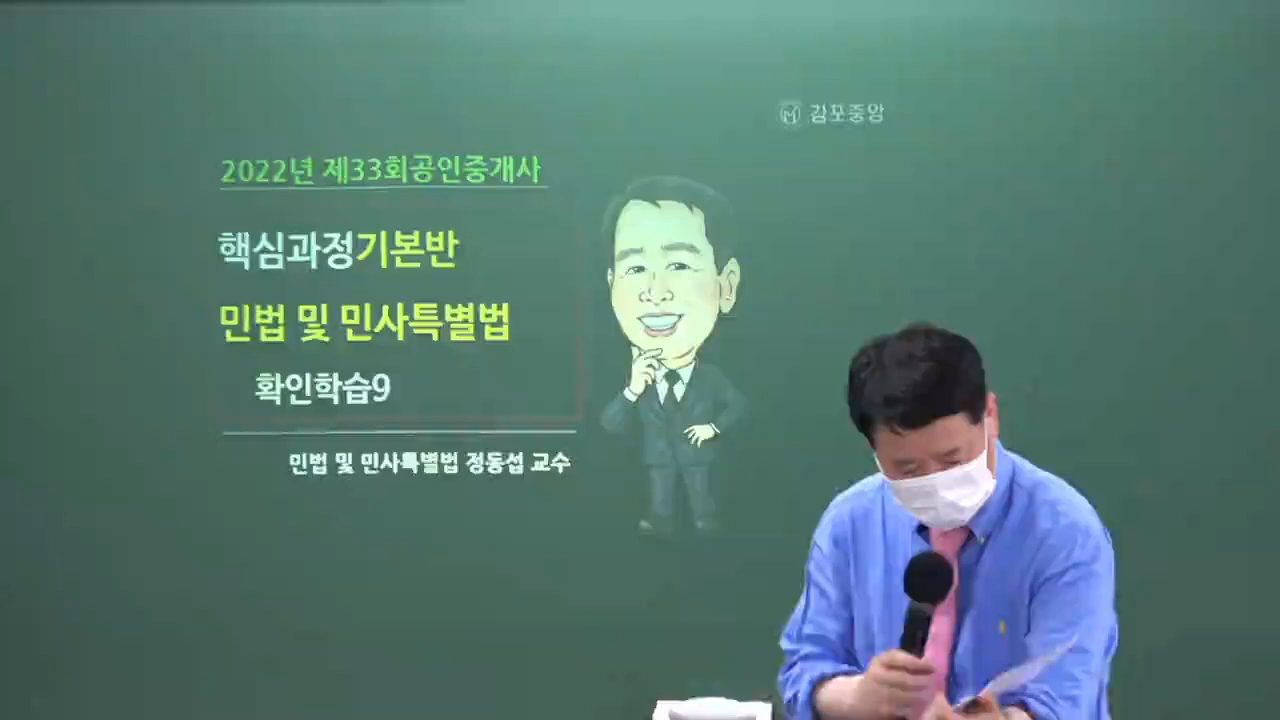 김포중앙
2022년 제33회공인중개사
핵심과정기본반
민법 및 민사특별법
확인학습9
민법 및 민사특별법 정동섭 교수